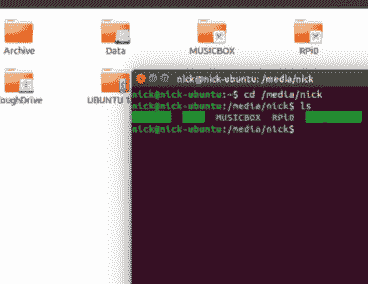 Archive Data MUSICBOX RPi0
oughDrive UBUNTU
nick@nick-ubuntu: /media/nick
nick@nick-ubuntu:~$ cd /media/nick
nick@nick-ubuntu:/media/nick$ ls
MUSICBOX RPi0
nick@nick-ubuntu:/media/nick$